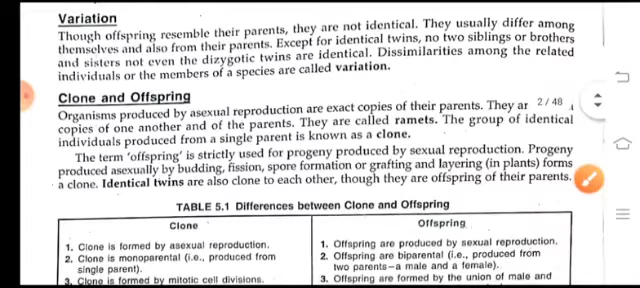 Variation
Though offspring resemble their parents, they are not identical. They usually differ among
themselves and also from their parents. Except for identical twins, no two siblings or brothers
and sisters not even the dizygotic twins are identical. Dissimilarities among the related
individuals or the members of a species are called variation.
Clone and Offspring
Organisms produced by asexual reproduction are exact copies of their parents. They ar 2 / 48
copies of one another and of the parents. They are called ramets. The group of identical
individuals produced from a single parent is known as a clone.
The term 'offspring' is strictly used for progeny produced by sexual reproduction. Progeny
produced asexually by budding, fission, spore formation or grafting and layering (in plants) forms
a clone. Identical twins are also clone to each other, though they are offspring of their parents.
TABLE 5.1 Differences between Clone and Offspring
Clone
1. Clone is formed by asexual reproduction.
2. Clone is monoparental (i.e., produced from
single parent).
3. Clone is formed by mitotic cell divisions.
Offspring
1. Offspring are produced by sexual reproduction.
2. Offspring are biparental (i.e., produced from
two parents–a male and a female).
3. Offspring are formed by the union of male and